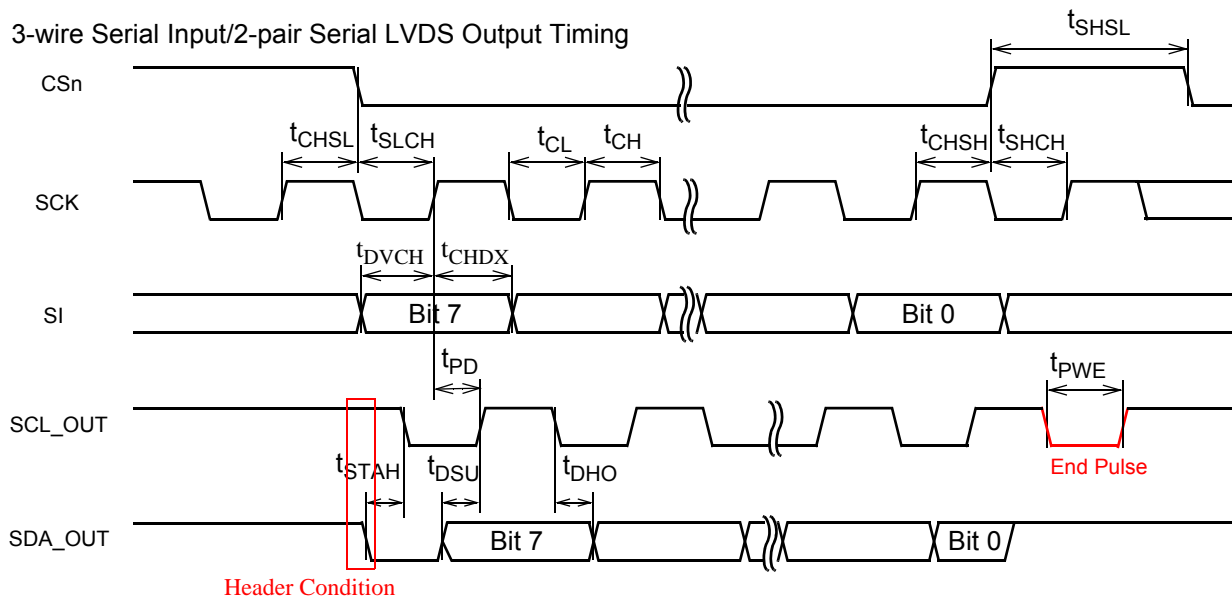 3-wire Serial Input/2-pair Serial LVDS Output Timing
tSHSL
CSn
tCHSL tSLCH tCL tCH tCHSH tSHCH
SCK
tDVCH tCHDX
SI Bit 7 Bit 0
tPD tPWE
SCL_OUT
End Pulse
tSTAH tDSU tDHO
SDA_OUT Bit 7 Bit 0
Header Condition